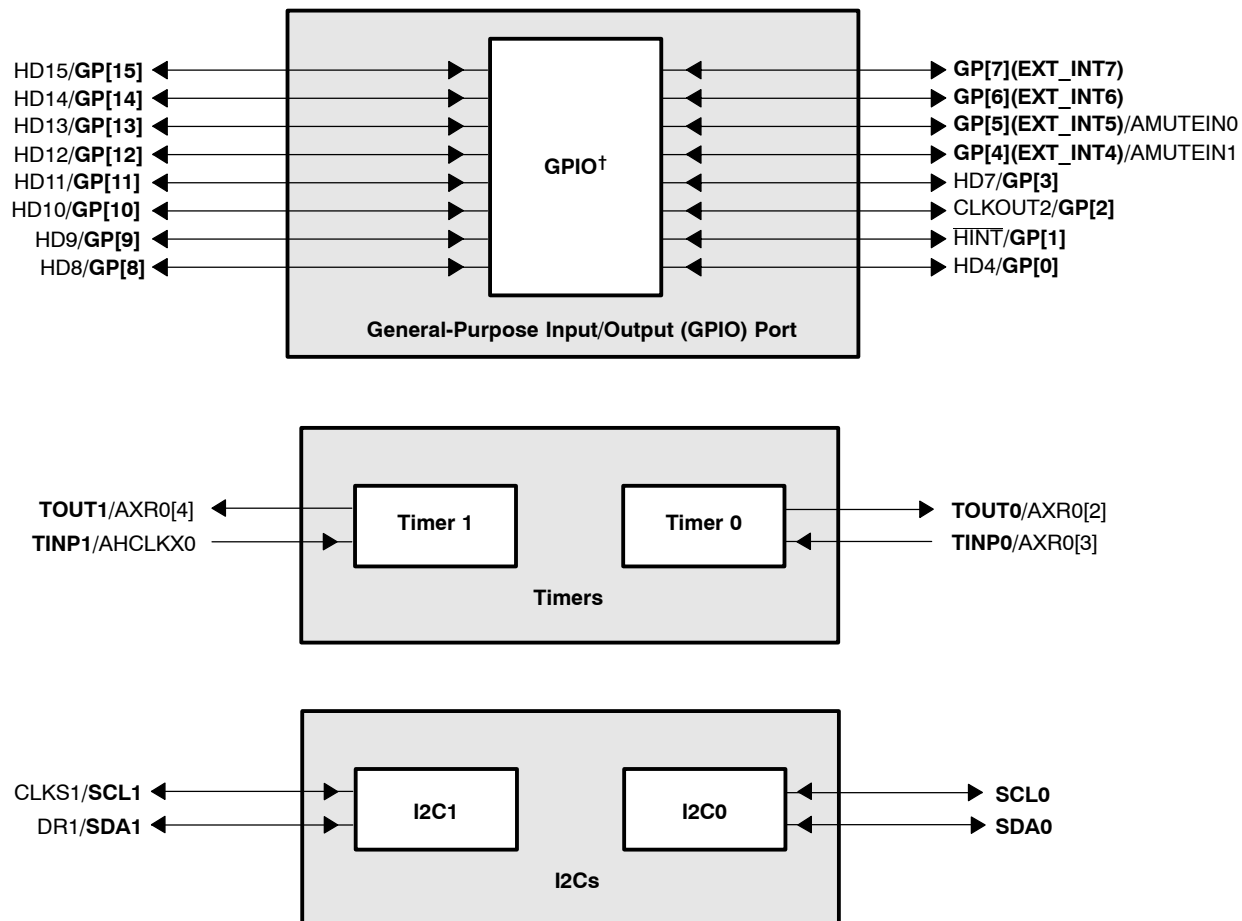 HD15/GP[15]
HD14/GP[14]
HD13/GP[13]
HD12/GP[12]
HD11/GP[11]
HD10/GP[10]
HD9/GP[9]
HD8/GP[8]
GPIO†
GP[7](EXT_INT7)
GP[6](EXT_INT6)
GP[5](EXT_INT5)/AMUTEIN0
GP[4](EXT_INT4)/AMUTEIN1
HD7/GP[3]
CLKOUT2/GP[2]
H̅I̅N̅T̅/GP[1]
HD4/GP[0]
General-Purpose Input/Output (GPIO) Port
TOUT1/AXR0[4]
TINP1/AHCLKX0
Timer 1
Timer 0
TOUT0/AXR0[2]
TINP0/AXR0[3]
Timers
CLKS1/SCL1
DR1/SDA1
I2C1
I2C0
SCL0
SDA0
I2Cs